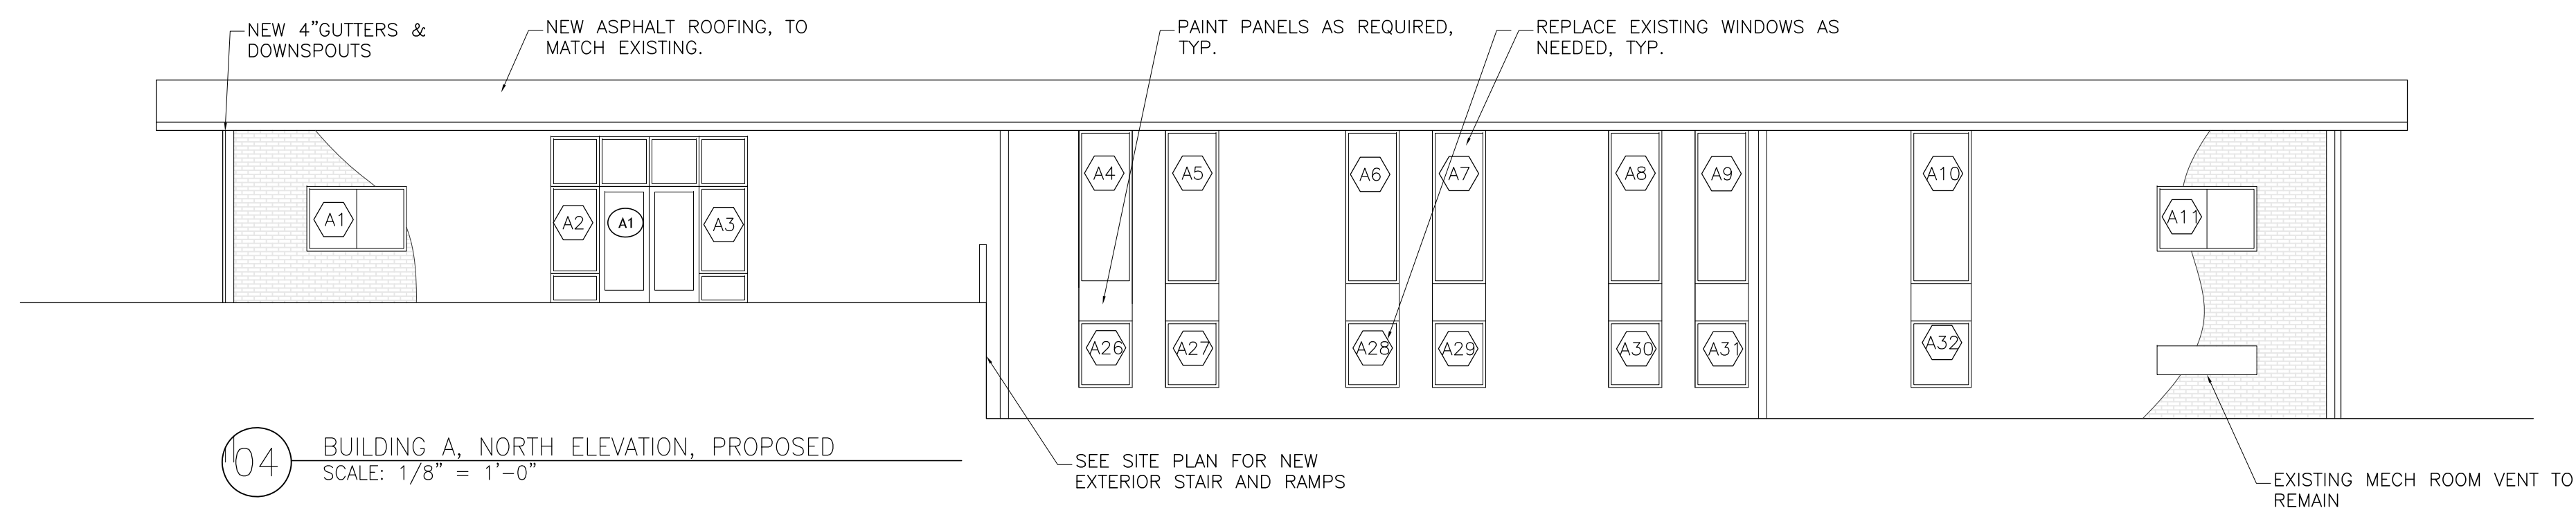 NEW 4”GUTTERS &
DOWNSPOUTS
NEW ASPHALT ROOFING, TO
MATCH EXISTING.
PAINT PANELS AS REQUIRED,
TYP.
REPLACE EXISTING WINDOWS AS
NEEDED, TYP.
A4
A5
A6
A7
A8
A9
A10
A1
A2
A1
A3
A11
A26
A27
A28
A29
A30
A31
A32
04
BUILDING A, NORTH ELEVATION, PROPOSED
SCALE: 1/8” = 1’-0”
SEE SITE PLAN FOR NEW
EXTERIOR STAIR AND RAMPS
EXISTING MECH ROOM VENT TO
REMAIN